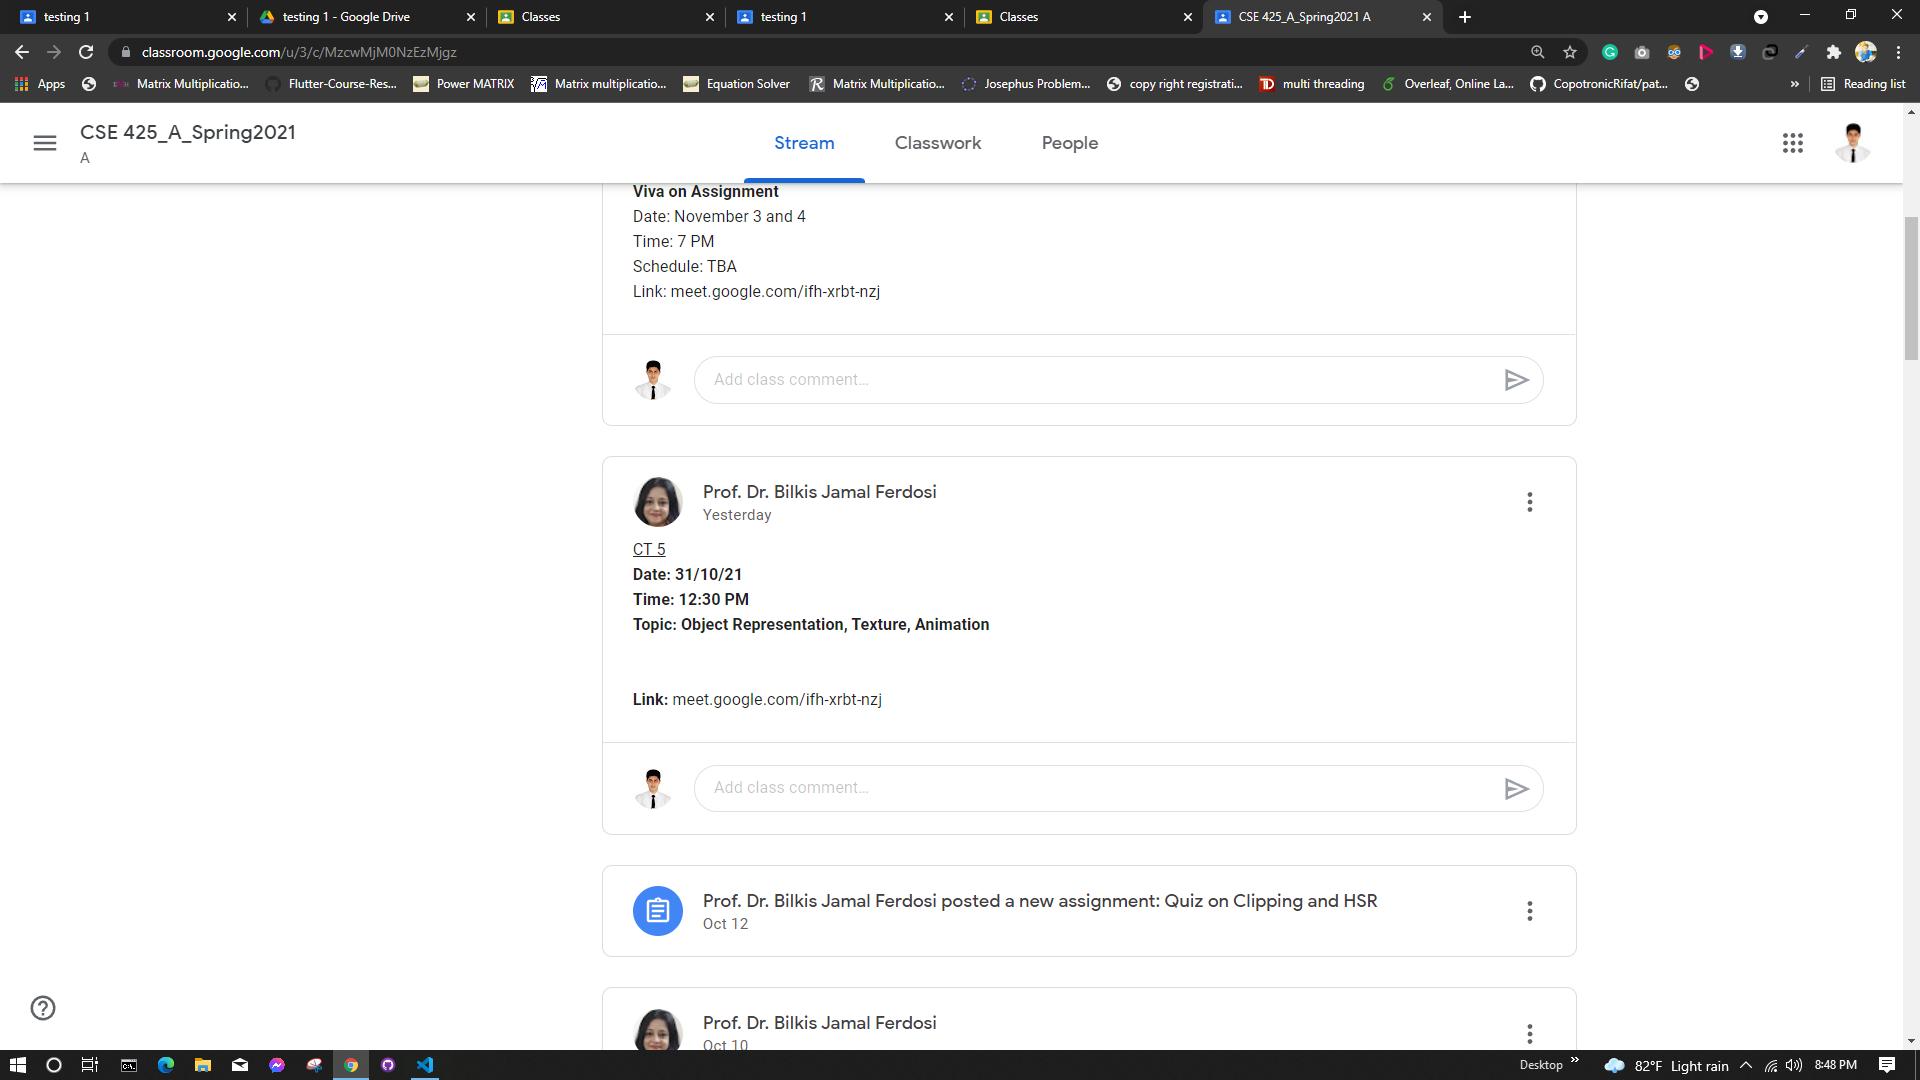 testing 1
testing 1 - Google Drive
Classes
testing 1
Classes
CSE 425_A_Spring2021 A
classroom.google.com/u/3/c/MzcwMjM0NzEzMjgz
Apps
Matrix Multiplicatio...
Flutter-Course-Res...
Power MATRIX
Matrix multiplicatio...
Equation Solver
Matrix Multiplicatio...
Josephus Problem...
copy right registrati...
multi threading
Overleaf, Online La...
CopotronicRifat/pat...
»
Reading list
CSE 425_A_Spring2021
A
Stream
Classwork
People
Viva on Assignment
Date: November 3 and 4
Time: 7 PM
Schedule: TBA
Link: meet.google.com/ifh-xrbt-nzj
Add class comment...
Prof. Dr. Bilkis Jamal Ferdosi
Yesterday
CT 5
Date: 31/10/21
Time: 12:30 PM
Topic: Object Representation, Texture, Animation
Link: meet.google.com/ifh-xrbt-nzj
Add class comment...
Prof. Dr. Bilkis Jamal Ferdosi posted a new assignment: Quiz on Clipping and HSR
Oct 12
Prof. Dr. Bilkis Jamal Ferdosi
Oct 10
Desktop »
82°F Light rain
8:48 PM